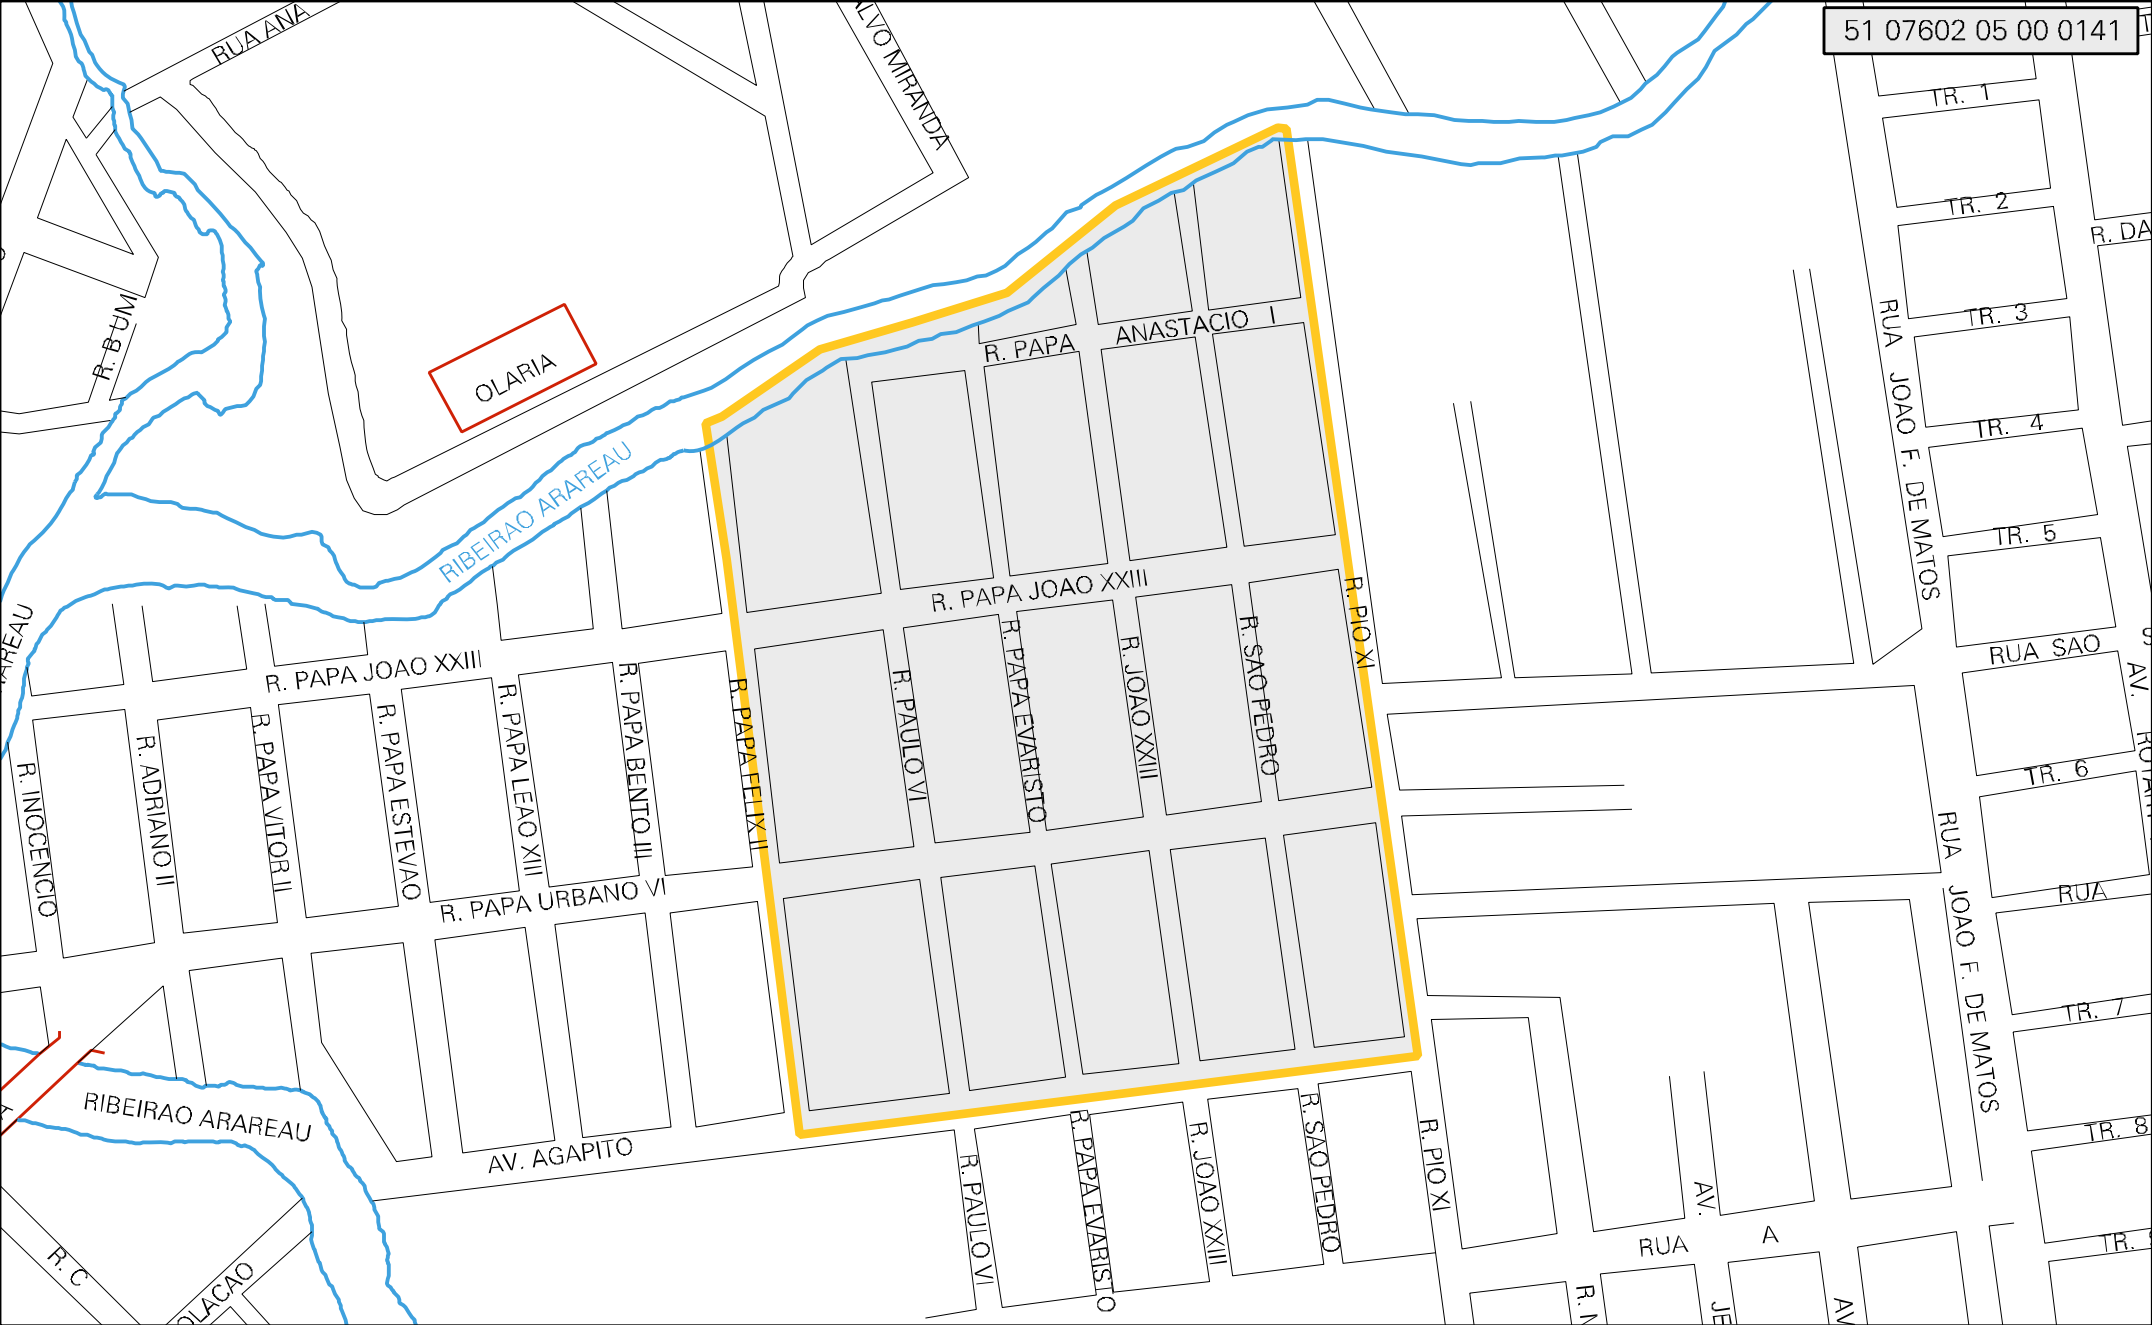 51 07602 05 00 0141
RUA ANA
ALVO MIRANDA
TR. 1
TR. 2
R. DA
R. B UM
RUA JOAO F. DE MATOS
TR. 3
R. PAPA ANASTACIO I
OLARIA
TR. 4
RIBEIRAO ARAREAU
TR. 5
R. PAPA JOAO XXIII
R. PIO XI
AREAU
R. PAPA JOAO XXIII
RUA SAO
AV.
R. INOCENCIO
R. ADRIANO II
R. PAPA VITOR II
R. PAPA ESTEVAO
R. PAPA LEAO XIII
R. PAPA BENTO III
R. PAPA FELIX II
R. PAULO VI
R. PAPA EVARISTO
R. JOAO XXIII
R. SAO PEDRO
TR. 6
R. PAPA URBANO VI
RUA
RUA JOAO F. DE MATOS
TR. 7
RIBEIRAO ARAREAU
AV. AGAPITO
R. PAULO VI
R. PAPA EVARISTO
R. JOAO XXIII
R. SAO PEDRO
R. PIO XI
TR. 8
AV.
RUA A
TR.
R. C
OLACAO
R. N
JE
AV